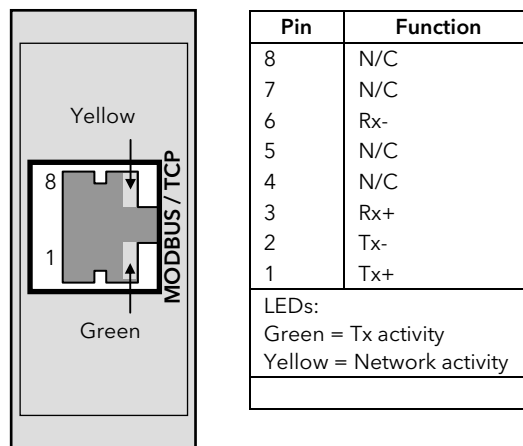 Yellow
8
1
MODBUS / TCP
Green
Pin Function
8 N/C
7 N/C
6 Rx-
5 N/C
4 N/C
3 Rx+
2 Tx-
1 Tx+
LEDs:
Green = Tx activity
Yellow = Network activity